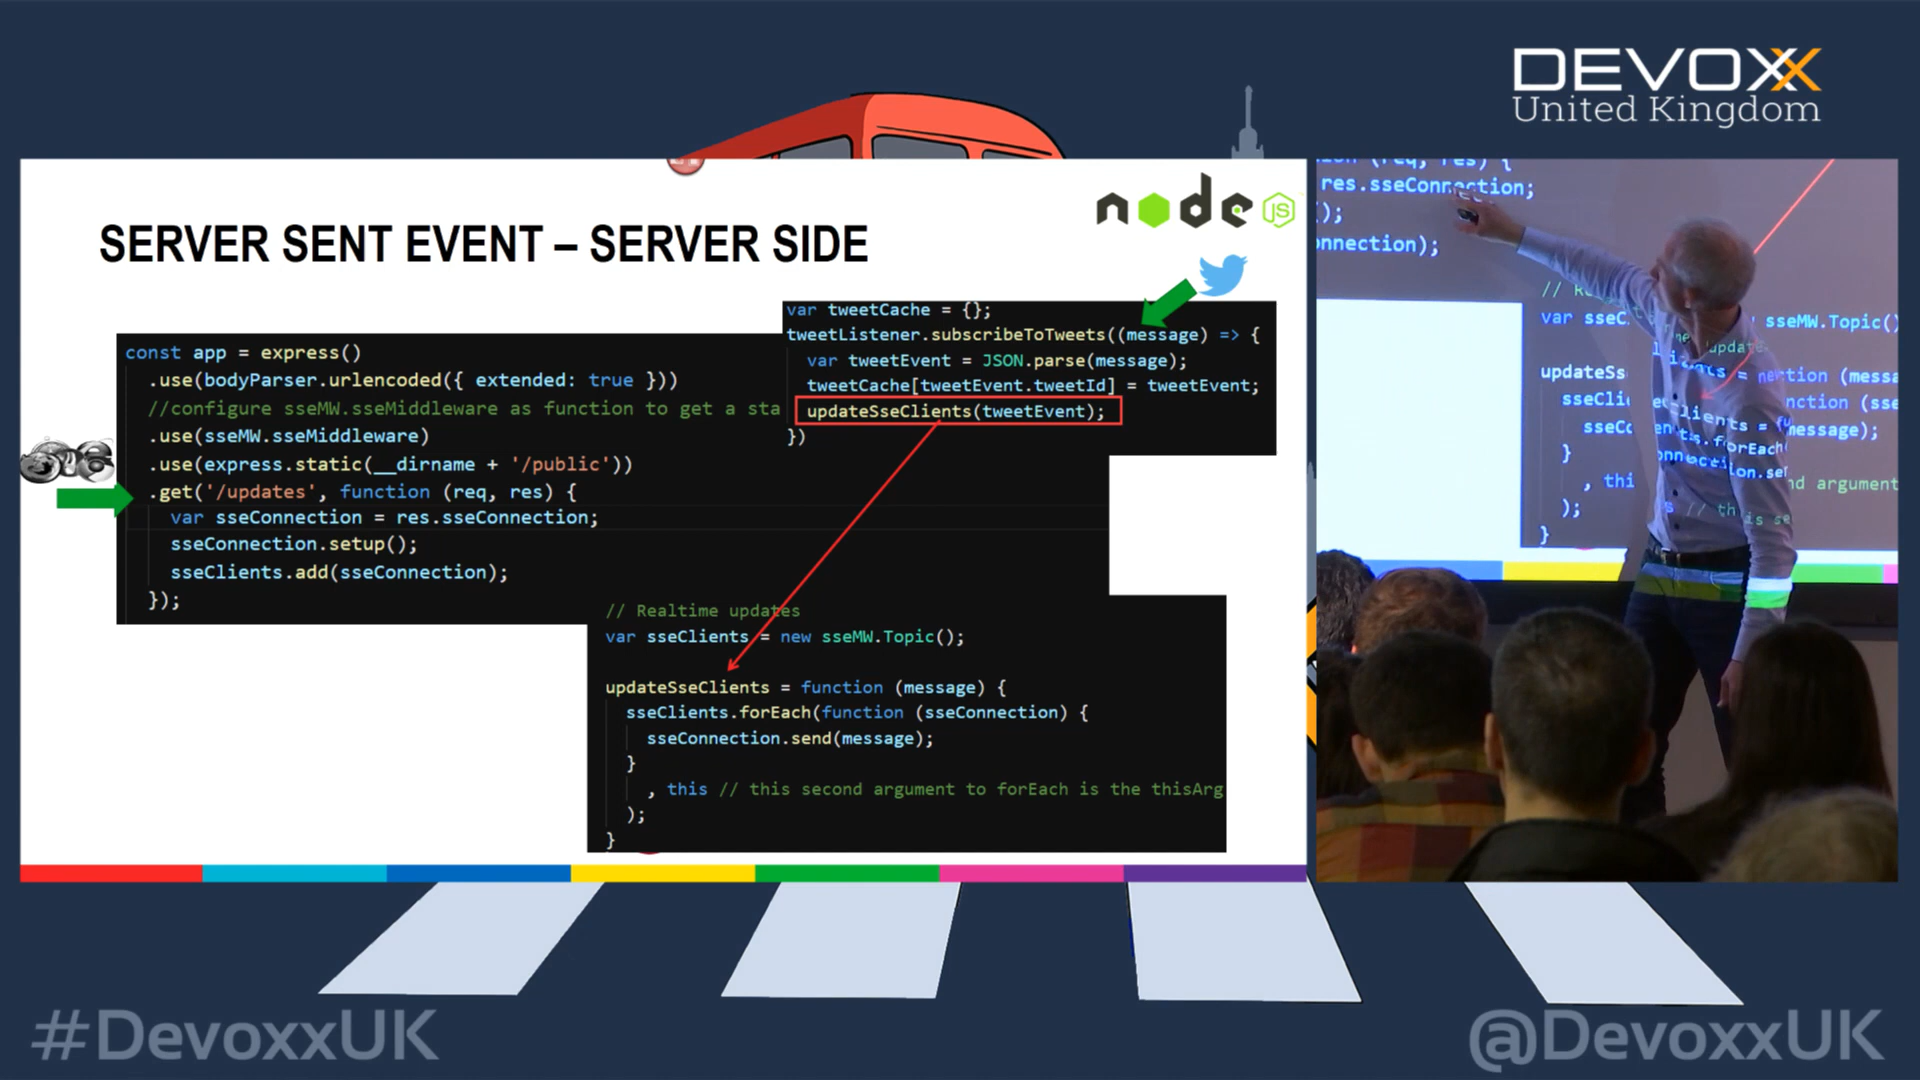 DEVOXX
United Kingdom
node
JS
SERVER SENT EVENT – SERVER SIDE
const app = express()
.use(bodyParser.urlencoded({ extended: true }))
//configure sseMW.sseMiddleware as function to get a sta
.use(sseMW.sseMiddleware)
.use(express.static(__dirname + '/public'))
.get('/updates', function (req, res) {
var sseConnection = res.sseConnection;
sseConnection.setup();
sseClients.add(sseConnection);
});
var tweetCache = {};
tweetListener.subscribeToTweets((message) => {
var tweetEvent = JSON.parse(message);
tweetCache[tweetEvent.tweetId] = tweetEvent;
updateSseClients(tweetEvent);
})
// Realtime updates
var sseClients = new sseMW.Topic();
updateSseClients = function (message) {
sseClients.forEach(function (sseConnection) {
sseConnection.send(message);
}
, this // this second argument to forEach is the thisArg
);
}
res.sseConnection;
);
nnection);
var sseC
sseMW.Topic()
updateSs
sseCli
sseCc
message);
}
, thi
nd argument
);
}
#DevoxxUK
@DevoxxUK